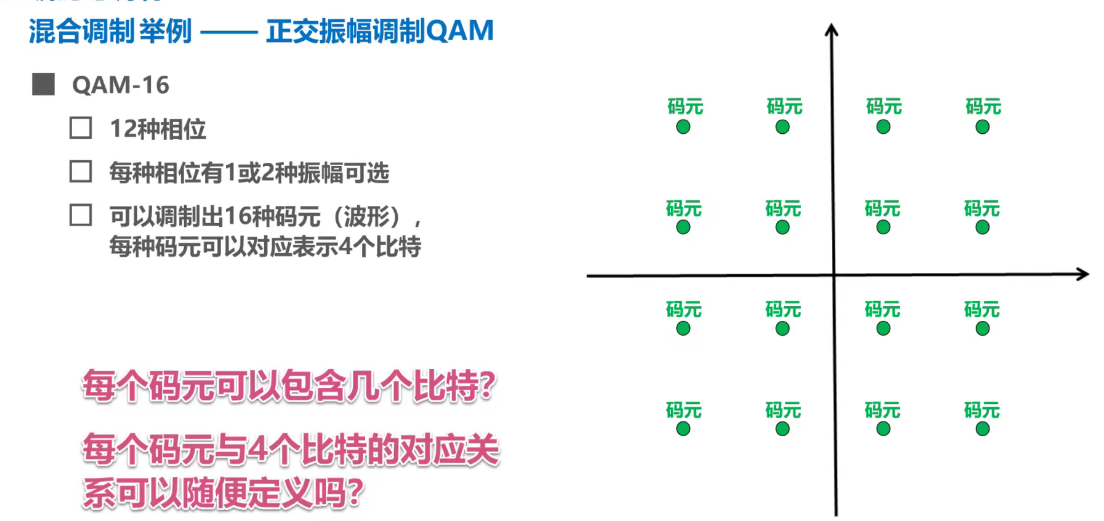 混合调制 举例 —— 正交振幅调制QAM
QAM-16
12种相位
每种相位有1或2种振幅可选
可以调制出16种码元（波形），
每种码元可以对应表示4个比特
每个码元可以包含几个比特？
每个码元与4个比特的对应关
系可以随便定义吗？
码元 码元 码元 码元
码元 码元 码元 码元
码元 码元 码元 码元
码元 码元 码元 码元